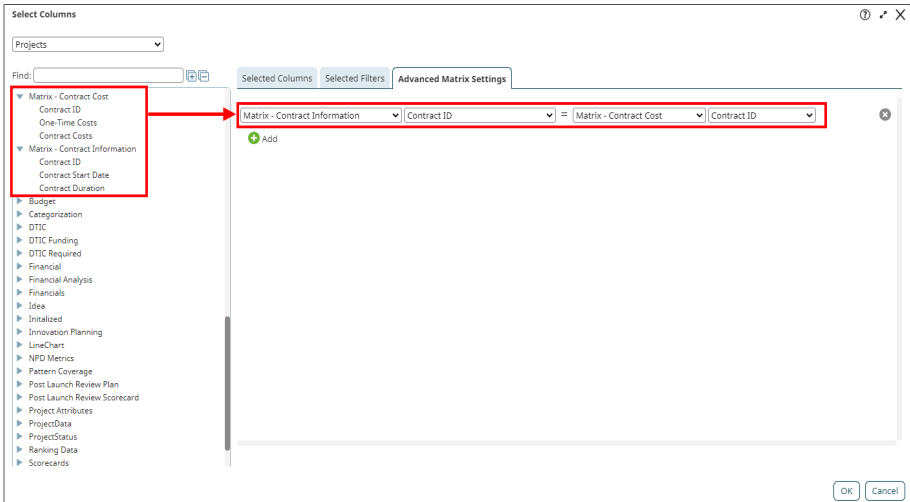 Select Columns
Projects
Find:
Selected Columns Selected Filters Advanced Matrix Settings
Matrix - Contract Cost
Contract ID
One-Time Costs
Contract Costs
Matrix - Contract Information
Contract ID
Contract Start Date
Contract Duration
Budget
Categorization
DTIC
DTIC Funding
DTIC Required
Financial
Financial Analysis
Financials
Idea
Initalized
Innovation Planning
LineChart
NPD Metrics
Pattern Coverage
Post Launch Review Plan
Post Launch Review Scorecard
Project Attributes
ProjectData
ProjectStatus
Ranking Data
Scorecards
Matrix - Contract Information Contract ID = Matrix - Contract Cost Contract ID
Add
OK Cancel